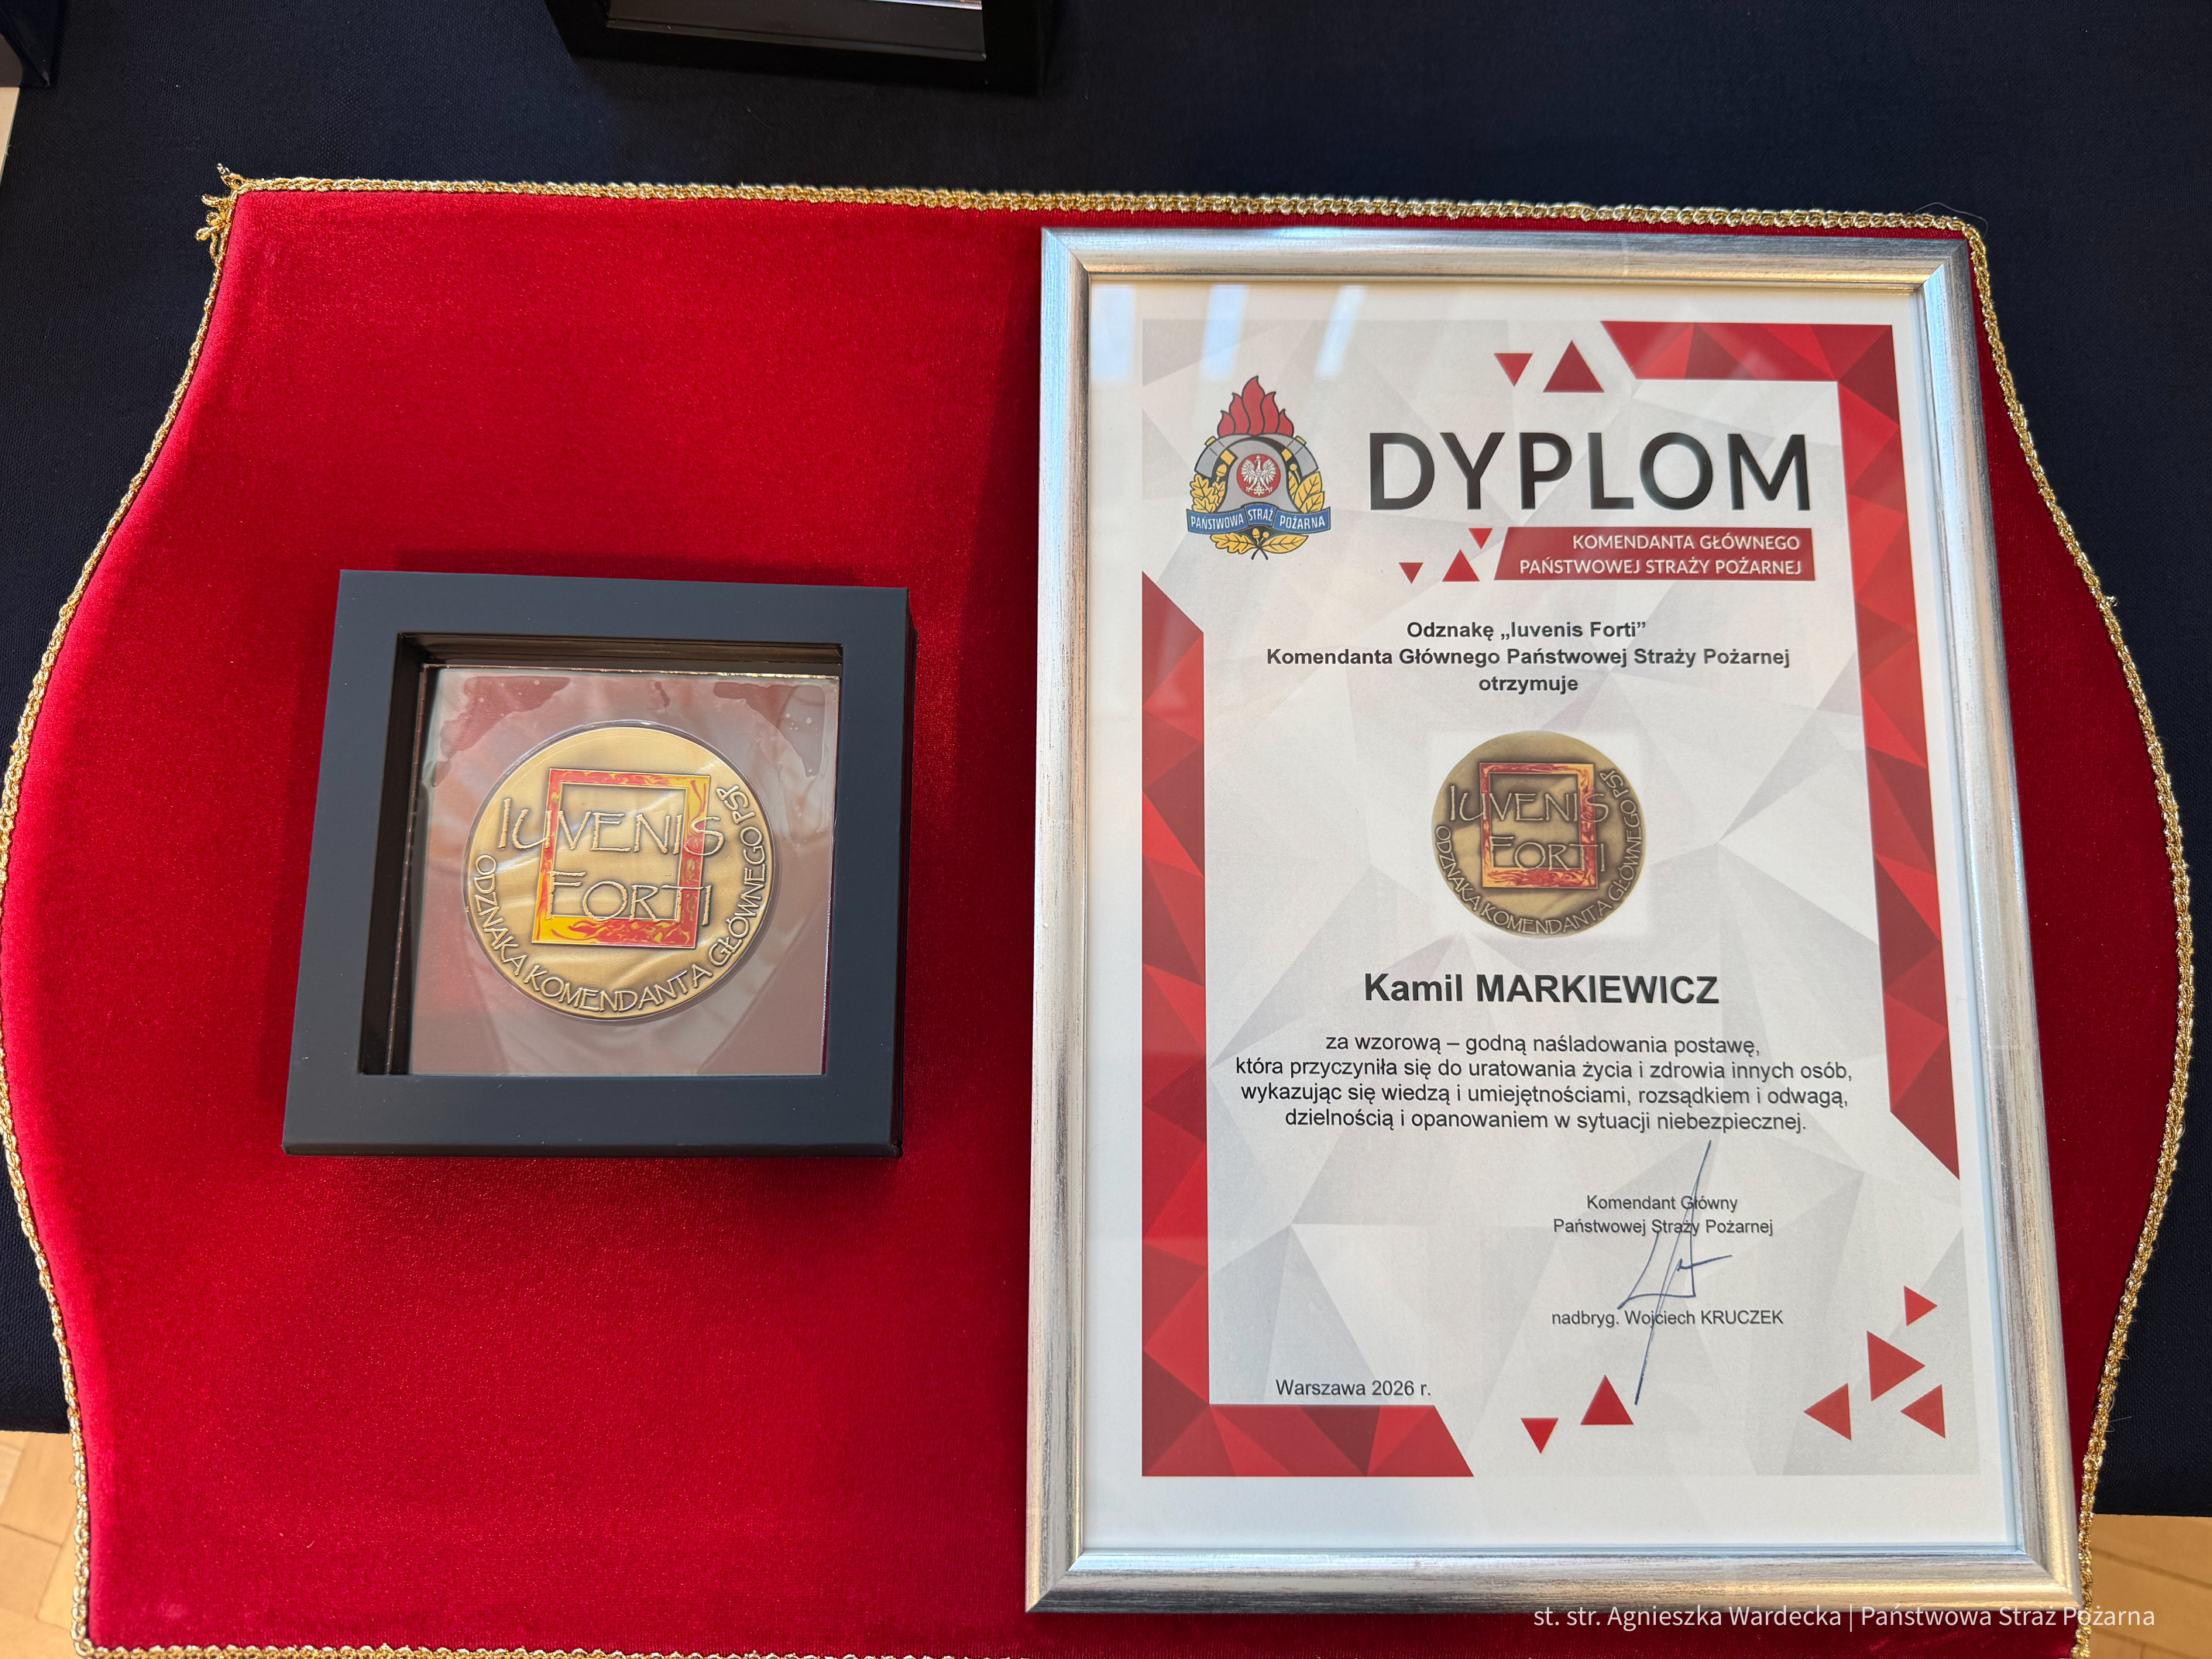 IUVENIS
FORTI
ODZNAKA KOMENDANTA GŁÓWNEGO PSP
PAŃSTWOWA STRAŻ POŻARNA
DYPLOM
KOMENDANTA GŁÓWNEGO
PAŃSTWOWEJ STRAŻY POŻARNEJ
Odznakę „Iuvenis Forti”
Komendanta Głównego Państwowej Straży Pożarnej
otrzymuje
IUVENIS
FORTI
ODZNAKA KOMENDANTA GŁÓWNEGO PSP
Kamil MARKIEWICZ
za wzorową – godną naśladowania postawę,
która przyczyniła się do uratowania życia i zdrowia innych osób,
wykazując się wiedzą i umiejętnościami, rozsądkiem i odwagą,
dzielnością i opanowaniem w sytuacji niebezpiecznej.
Komendant Główny
Państwowej Straży Pożarnej
nadbryg. Wojciech KRUCZEK
Warszawa 2026 r.
st. str. Agnieszka Wardecka | Państwowa Straż Pożarna